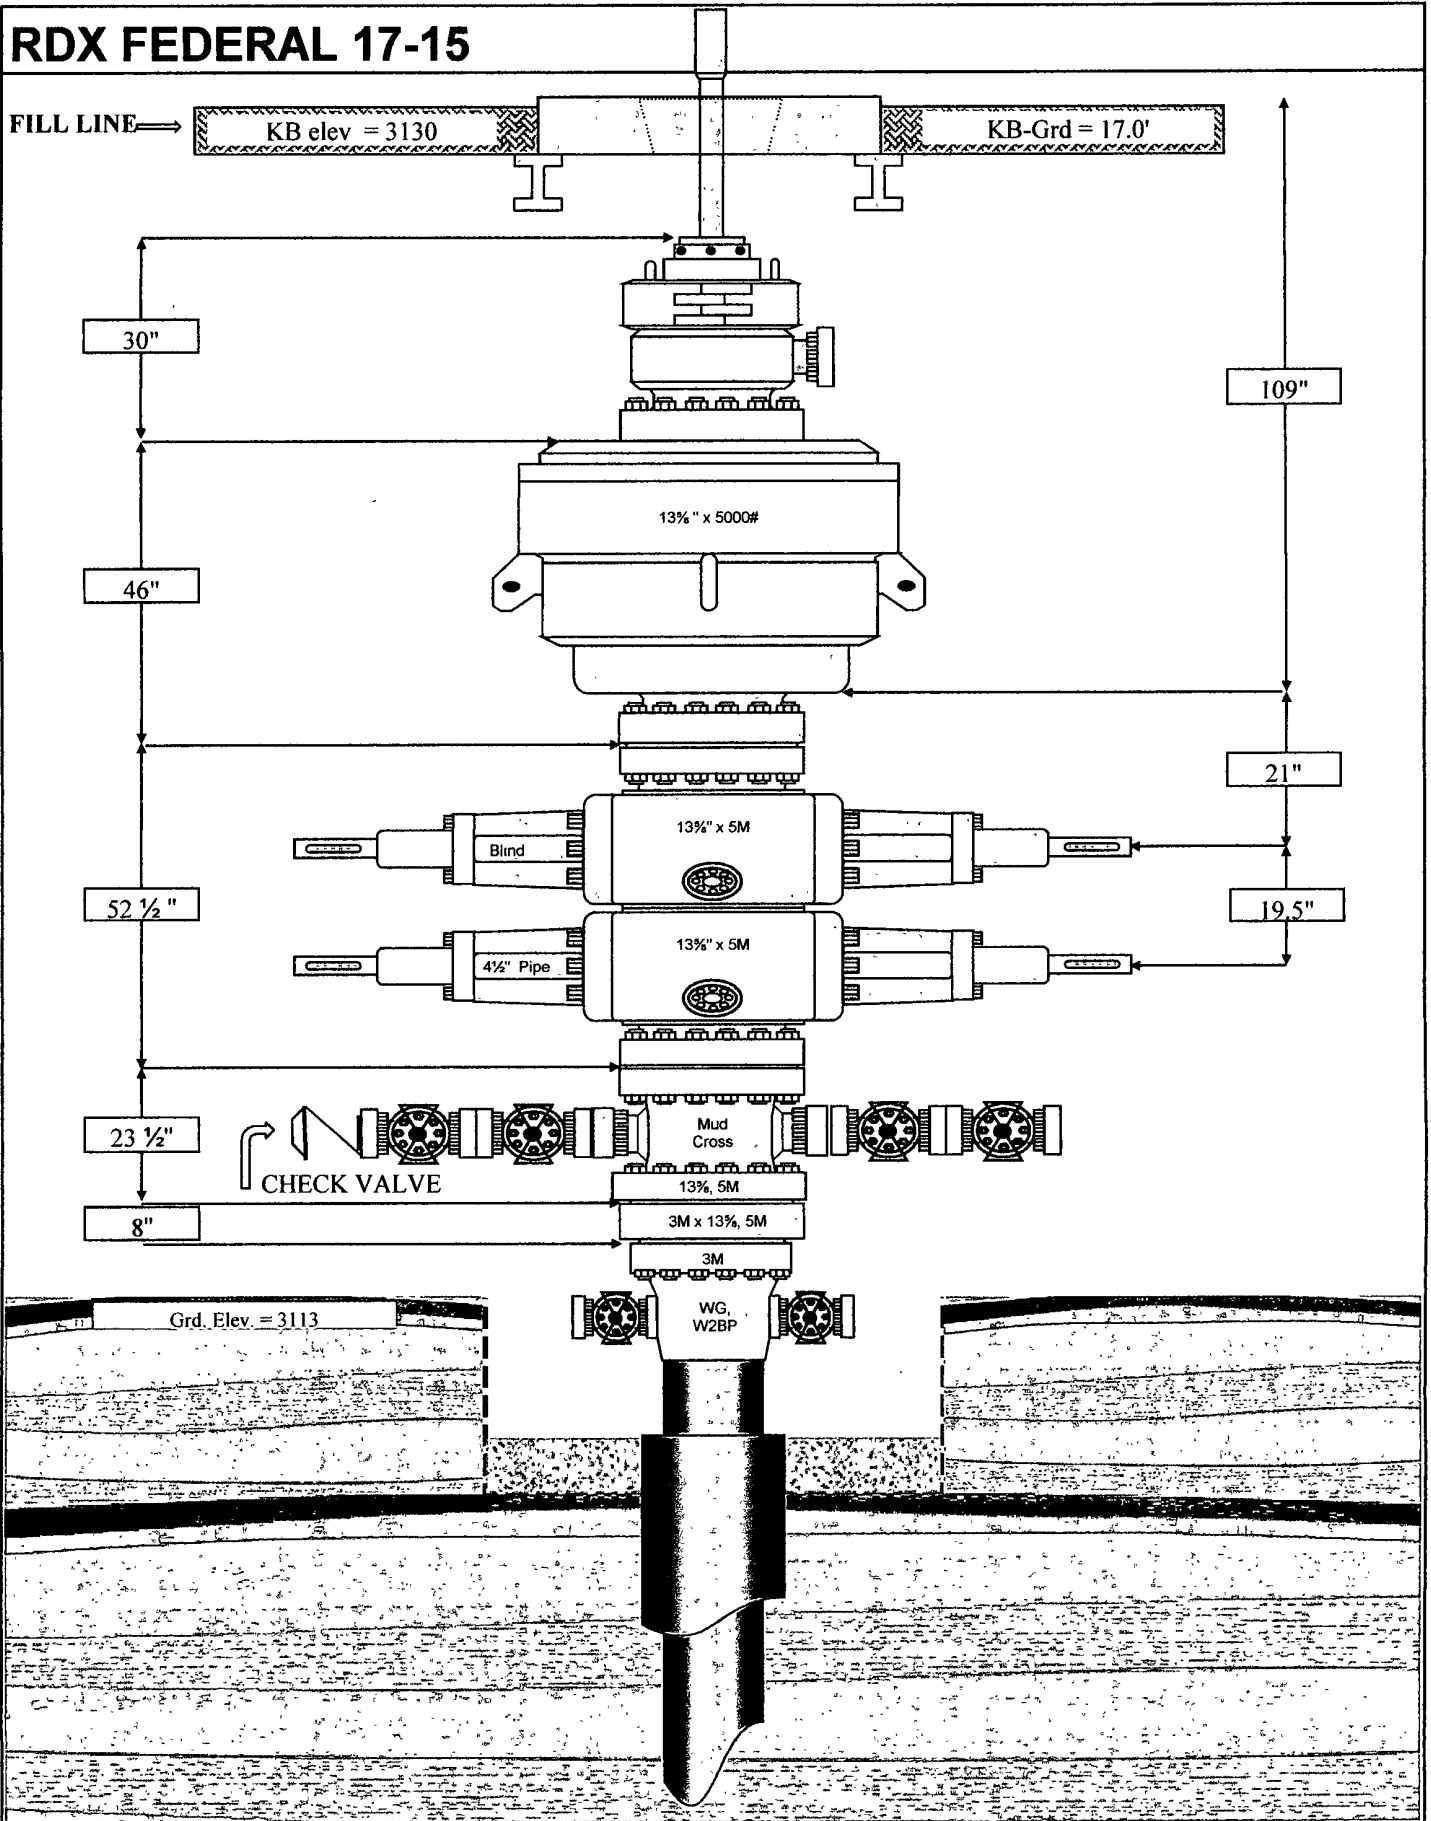 RDX FEDERAL 17-15
FILL LINE
KB elev = 3130
KB-Grd = 17.0'
30"
109"
13⅝" x 5000#
46"
21"
13⅝" x 5M
Blind
52 ½"
19.5"
13⅝" x 5M
4½" Pipe
23 ½"
Mud
Cross
CHECK VALVE
13⅝, 5M
8"
3M x 13⅝, 5M
3M
Grd. Elev. = 3113
WG,
W2BP